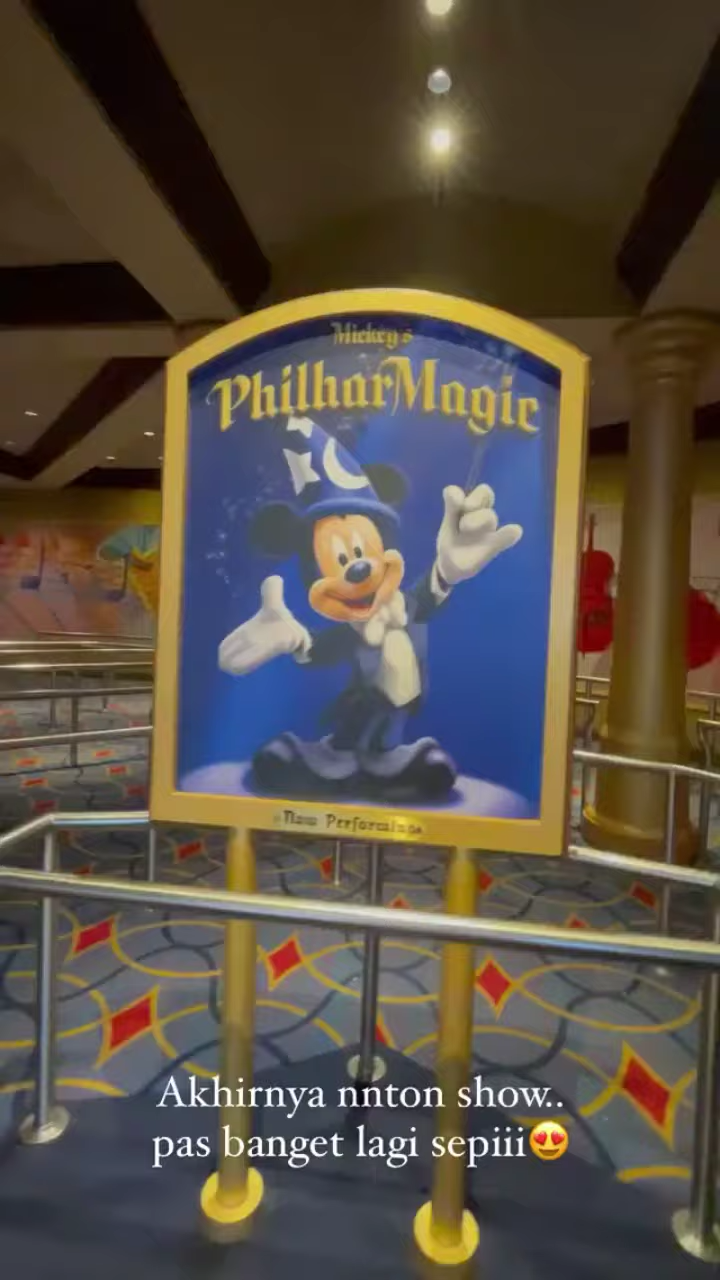 Mickey's
PhilharMagic
Now Performing
Akhirnya nnton show..
pas banget lagi sepiii😍